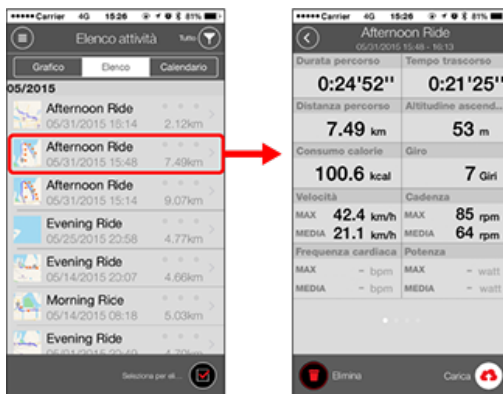 Carrier 4G 15:26 81%
Elenco attività
Tutto
Grafico Elenco Calendario
05/2015
Afternoon Ride
05/31/2015 16:14 2.12km
Afternoon Ride
05/31/2015 15:48 7.49km
Afternoon Ride
05/31/2015 15:14 9.07km
Evening Ride
05/25/2015 20:58 4.77km
Evening Ride
05/14/2015 23:07 4.66km
Morning Rice
05/14/2015 08:18 5.03km
Evening Ride
Seleziona per eli...
Carrier 4G 15:26 81%
Afternoon Ride
05/31/2015 15:48 - 16:13
Durata percorso Tempo trascorso
0:24'52" 0:21'25"
Distanza percorso Altitudine ascend...
7.49 km 53 m
Consumo calorie Giro
100.6 kcal 7 Giri
Velocità Cadenza
MAX 42.4 km/h MAX 85 rpm
MEDIA 21.1 km/h MEDIA 64 rpm
Frequenza cardiaca Potenza
MAX - bpm MAX - watt
MEDIA - bpm MEDIA - watt
Elimina Carica